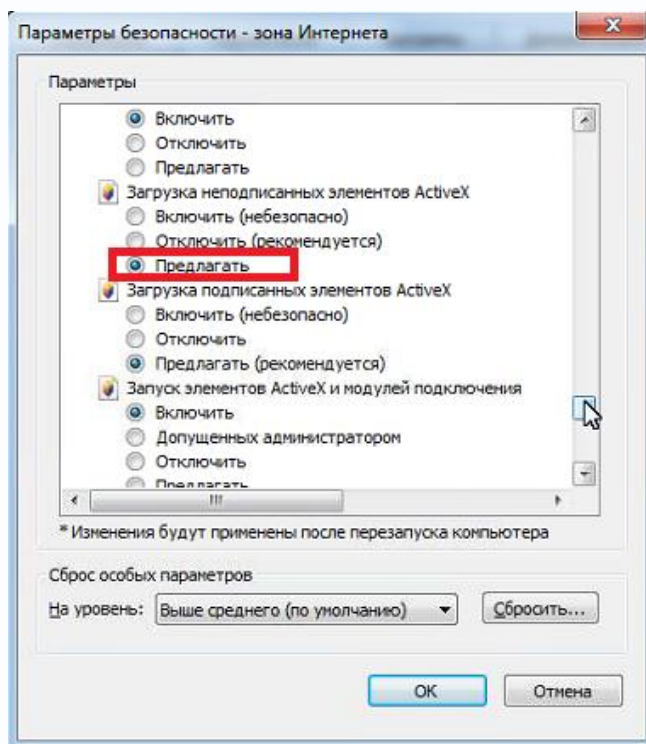 Параметры безопасности - зона Интернета
Параметры
Включить
Отключить
Предлагать
Загрузка неподписанных элементов ActiveX
Включить (небезопасно)
Отключить (рекомендуется)
Предлагать
Загрузка подписанных элементов ActiveX
Включить (небезопасно)
Отключить
Предлагать (рекомендуется)
Запуск элементов ActiveX и модулей подключения
Включить
Допущенных администратором
Отключить
Предлагать
* Изменения будут применены после перезапуска компьютера
Сброс особых параметров
На уровень: Выше среднего (по умолчанию) Сбросить...
ОК Отмена